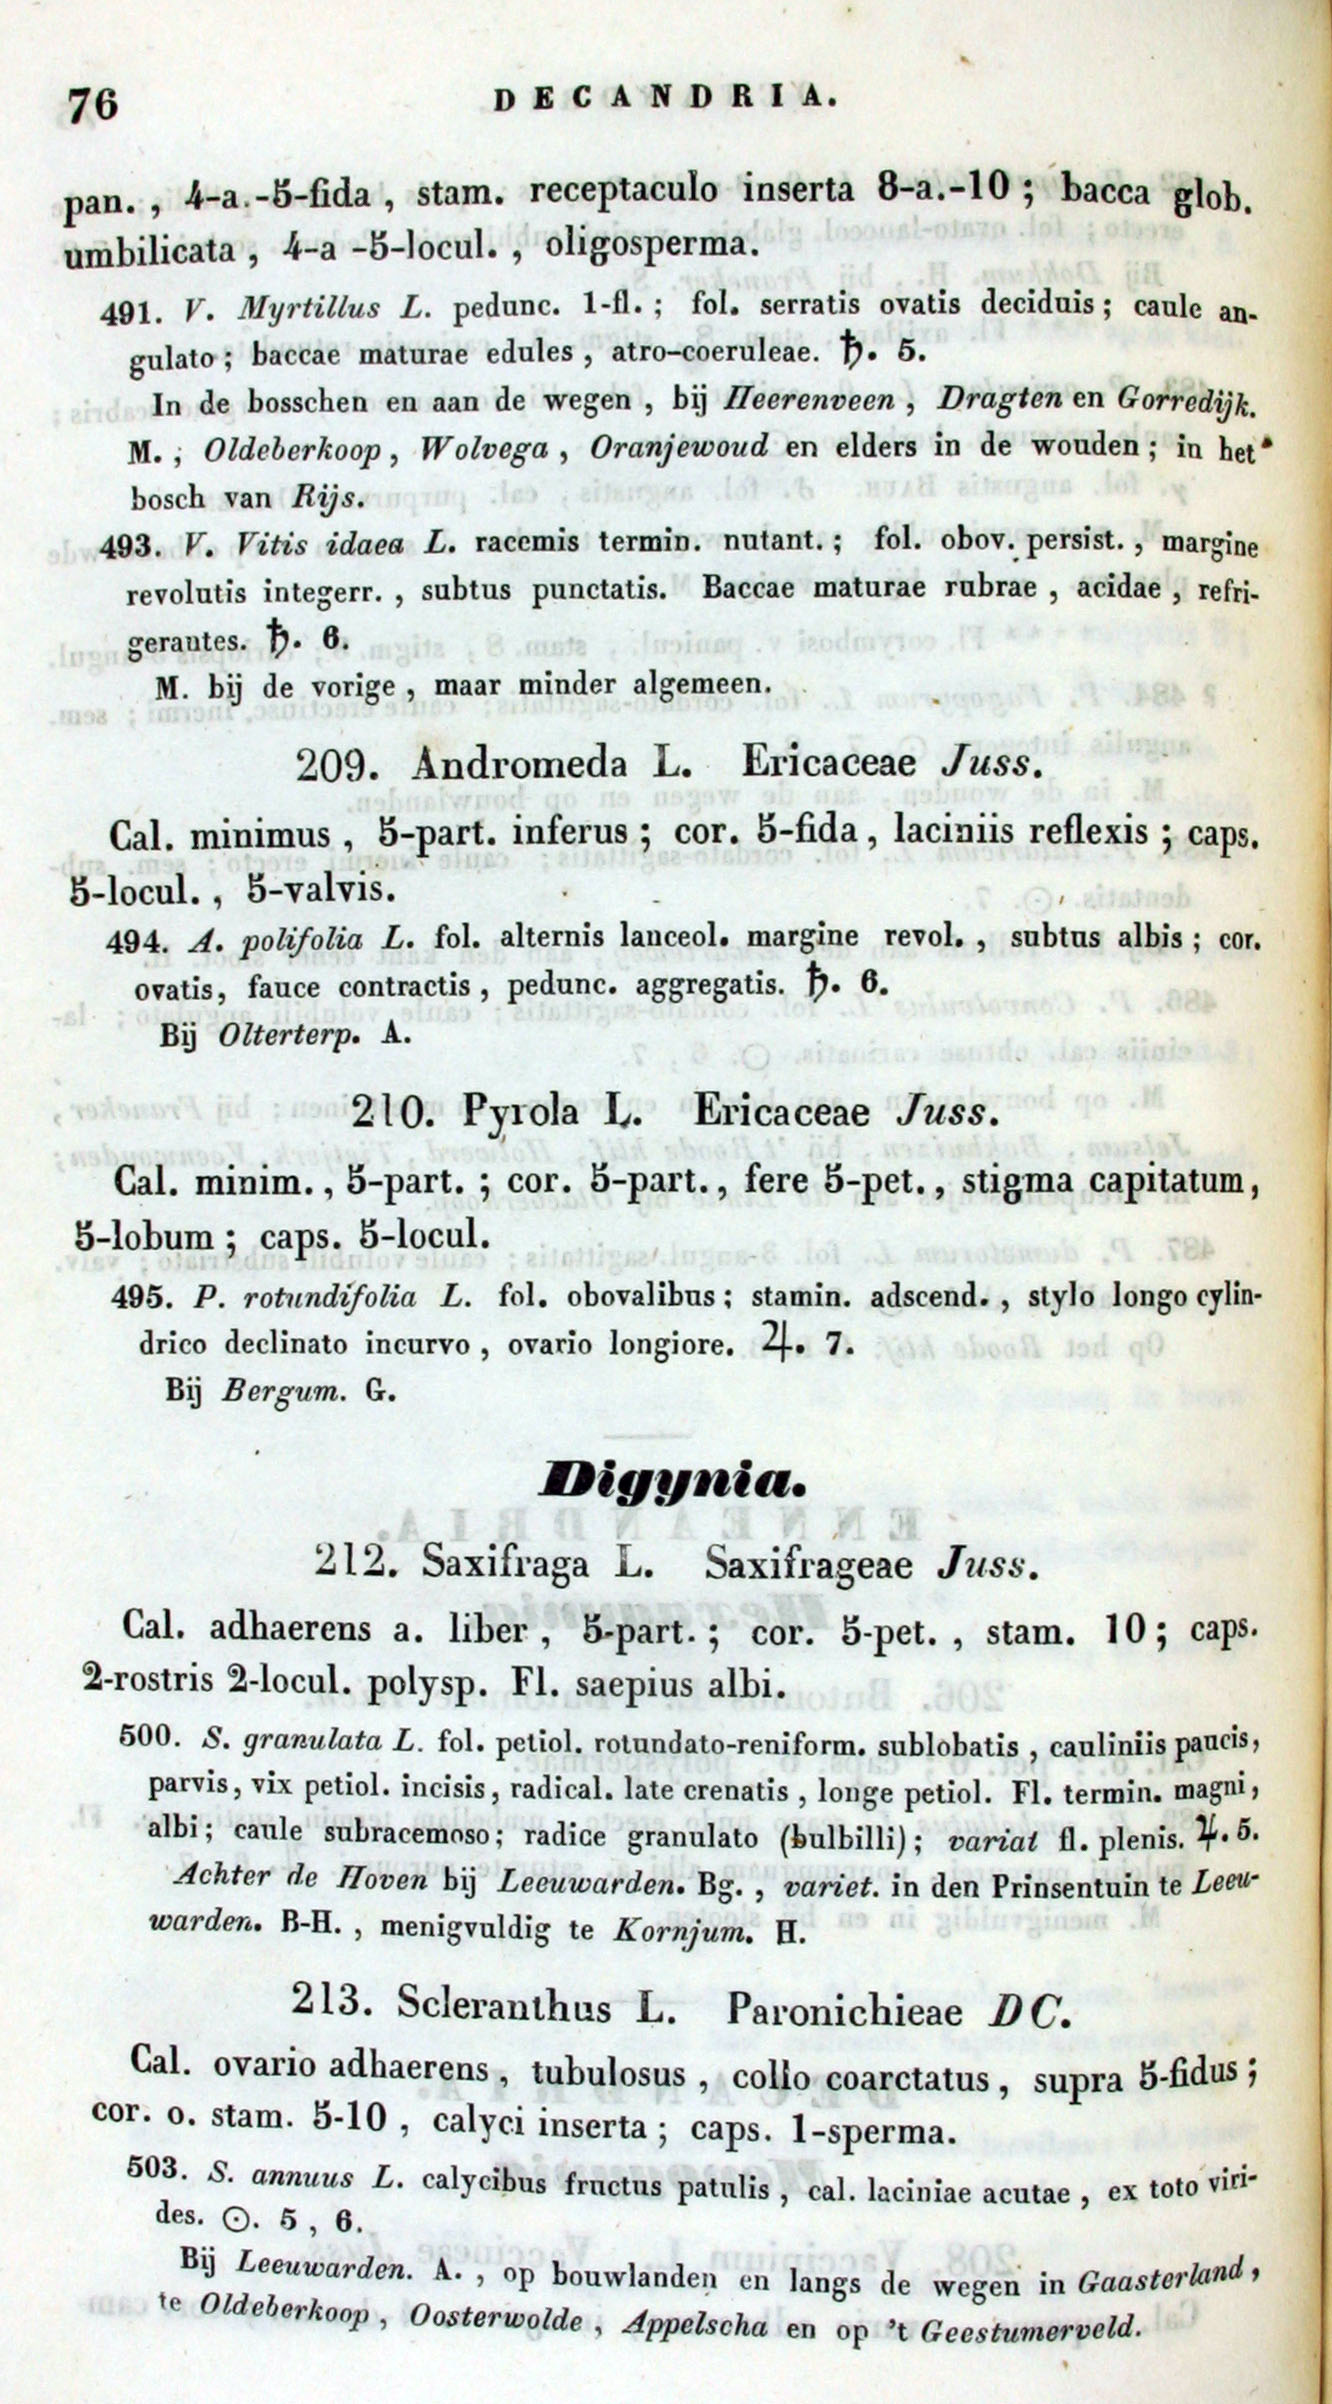 76 DECANDRIA.
pan. , 4-a.-5-fida , stam. receptaculo inserta 8-a.-10 ; bacca glob.
umbilicata , 4-a -5-locul. , oligosperma.
491. V. Myrtillus L. pedunc. 1-fl. ; fol. serratis ovatis deciduis ; caule an-
gulato ; baccae maturae edules , atro-coeruleae. ♄. 5.
In de bosschen en aan de wegen , bij Heerenveen , Dragten en Gorredijk.
M. ; Oldeberkoop , Wolvega , Oranjewoud en elders in de wouden ; in het
bosch van Rijs.
493. V. Vitis idaea L. racemis termin. nutant. ; fol. obov. persist. , margine
revolutis integerr. , subtus punctatis. Baccae maturae rubrae , acidae , refri-
gerautes. ♄. 6.
M. bij de vorige , maar minder algemeen.
209. Andromeda L. Ericaceae Juss.
Cal. minimus , 5-part. inferus ; cor. 5-fida , laciniis reflexis ; caps.
5-locul. , 5-valvis.
494. A. polifolia L. fol. alternis lanceol. margine revol. , subtus albis ; cor.
ovatis, fauce contractis , pedunc. aggregatis. ♄. 6.
Bij Olterterp. A.
210. Pyrola L. Ericaceae Juss.
Cal. minim. , 5-part. ; cor. 5-part. , fere 5-pet. , stigma capitatum,
5-lobum ; caps. 5-locul.
495. P. rotundifolia L. fol. obovalibus ; stamin. adscend. , stylo longo cylin-
drico declinato incurvo , ovario longiore. ♃. 7.
Bij Bergum. G.
Digynia.
212. Saxifraga L. Saxifrageae Juss.
Cal. adhaerens a. liber , 5-part. ; cor. 5-pet. , stam. 10 ; caps.
2-rostris 2-locul. polysp. Fl. saepius albi.
500. S. granulata L. fol. petiol. rotundato-reniform. sublobatis , cauliniis paucis,
parvis, vix petiol. incisis, radical. late crenatis , longe petiol. Fl. termin. magni,
albi ; caule subracemoso ; radice granulato (bulbilli) ; variat fl. plenis. ♃. 5.
Achter de Hoven bij Leeuwarden. Bg. , variet. in den Prinsentuin te Leeu-
warden. B-H. , menigvuldig te Kornjum. H.
213. Scleranthus L. Paronichieae DC.
Cal. ovario adhaerens , tubulosus , collo coarctatus , supra 5-fidus ;
cor. o. stam. 5-10 , calyci inserta ; caps. 1-sperma.
503. S. annuus L. calycibus fructus patulis , cal. laciniae acutae , ex toto viri-
des. ☉. 5 , 6.
Bij Leeuwarden. A. , op bouwlanden en langs de wegen in Gaasterland ,
te Oldeberkoop , Oosterwolde , Appelscha en op 't Geestumerveld.